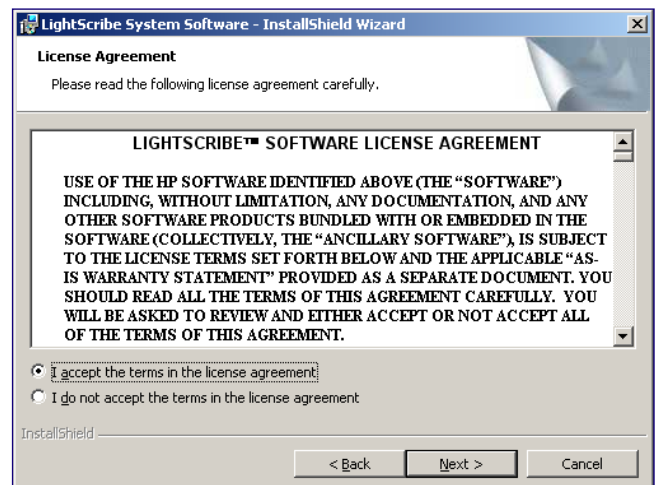 LightScribe System Software - InstallShield Wizard
License Agreement
Please read the following license agreement carefully.
LIGHTSCRIBE™ SOFTWARE LICENSE AGREEMENT
USE OF THE HP SOFTWARE IDENTIFIED ABOVE (THE “SOFTWARE”)
INCLUDING, WITHOUT LIMITATION, ANY DOCUMENTATION, AND ANY
OTHER SOFTWARE PRODUCTS BUNDLED WITH OR EMBEDDED IN THE
SOFTWARE (COLLECTIVELY, THE “ANCILLARY SOFTWARE”), IS SUBJECT
TO THE LICENSE TERMS SET FORTH BELOW AND THE APPLICABLE “AS-
IS WARRANTY STATEMENT” PROVIDED AS A SEPARATE DOCUMENT. YOU
SHOULD READ ALL THE TERMS OF THIS AGREEMENT CAREFULLY. YOU
WILL BE ASKED TO REVIEW AND EITHER ACCEPT OR NOT ACCEPT ALL
OF THE TERMS OF THIS AGREEMENT.
I accept the terms in the license agreement
I do not accept the terms in the license agreement
InstallShield
< Back Next > Cancel